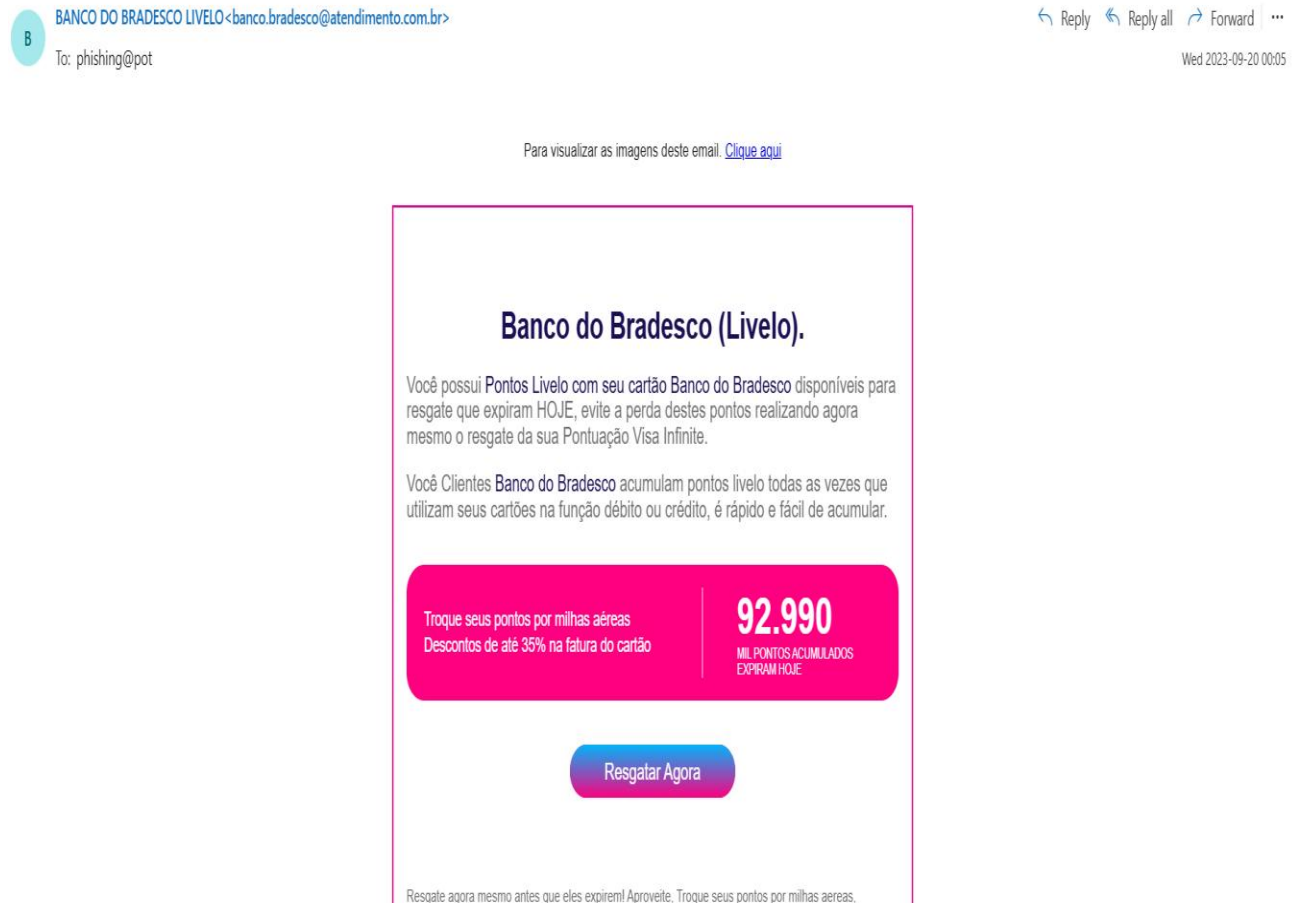 B
BANCO DO BRADESCO LIVELO<banco.bradesco@atendimento.com.br>
Reply Reply all Forward ...
To: phishing@pot
Wed 2023-09-20 00:05
Para visualizar as imagens deste email. Clique aqui
Banco do Bradesco (Livelo).
Você possui Pontos Livelo com seu cartão Banco do Bradesco disponíveis para
resgate que expiram HOJE, evite a perda destes pontos realizando agora
mesmo o resgate da sua Pontuação Visa Infinite.
Você Clientes Banco do Bradesco acumulam pontos livelo todas as vezes que
utilizam seus cartões na função débito ou crédito, é rápido e fácil de acumular.
Troque seus pontos por milhas aéreas
Descontos de até 35% na fatura do cartão
92.990
MIL PONTOS ACUMULADOS
EXPIRAM HOJE
Resgatar Agora
Resgate agora mesmo antes que eles expirem! Aproveite, Troque seus pontos por milhas aereas,